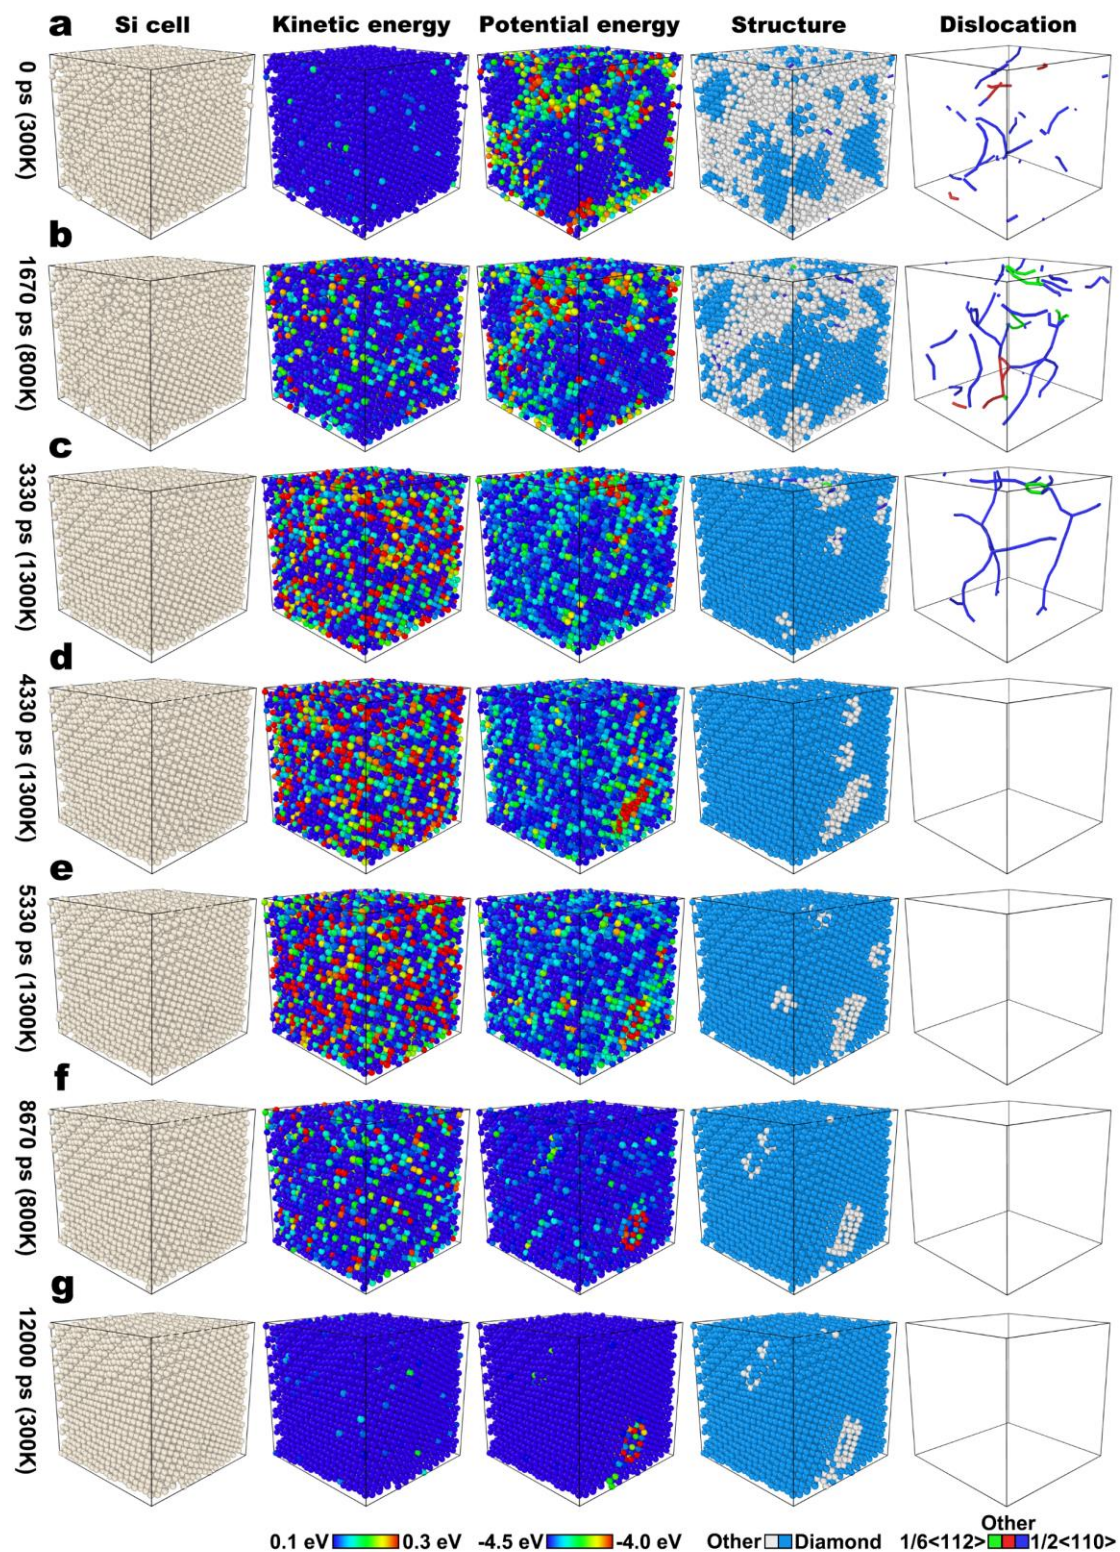 a Si cell Kinetic energy Potential energy Structure Dislocation
0 ps (300K)
b
1670 ps (800K)
c
3330 ps (1300K)
d
4330 ps (1300K)
e
5330 ps (1300K)
f
8670 ps (800K)
g
12000 ps (300K)
Other
0.1 eV 0.3 eV -4.5 eV -4.0 eV Other Diamond 1/6<112> 1/2<110>